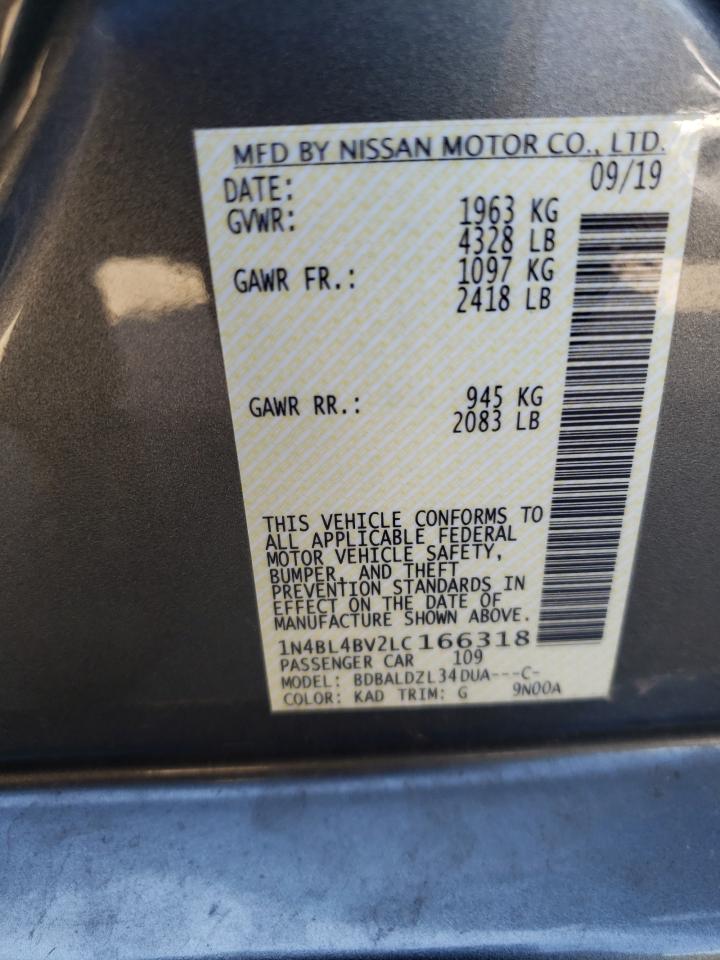 MFD BY NISSAN MOTOR CO., LTD.
DATE: 09/19
GVWR: 1963 KG
4328 LB
GAWR FR.: 1097 KG
2418 LB
GAWR RR.: 945 KG
2083 LB
THIS VEHICLE CONFORMS TO
ALL APPLICABLE FEDERAL
MOTOR VEHICLE SAFETY,
BUMPER, AND THEFT
PREVENTION STANDARDS IN
EFFECT ON THE DATE OF
MANUFACTURE SHOWN ABOVE.
1N4BL4BV2LC166318
PASSENGER CAR 109
MODEL: BDBALDZL34DUA---C-
COLOR: KAD TRIM: G 9N00A